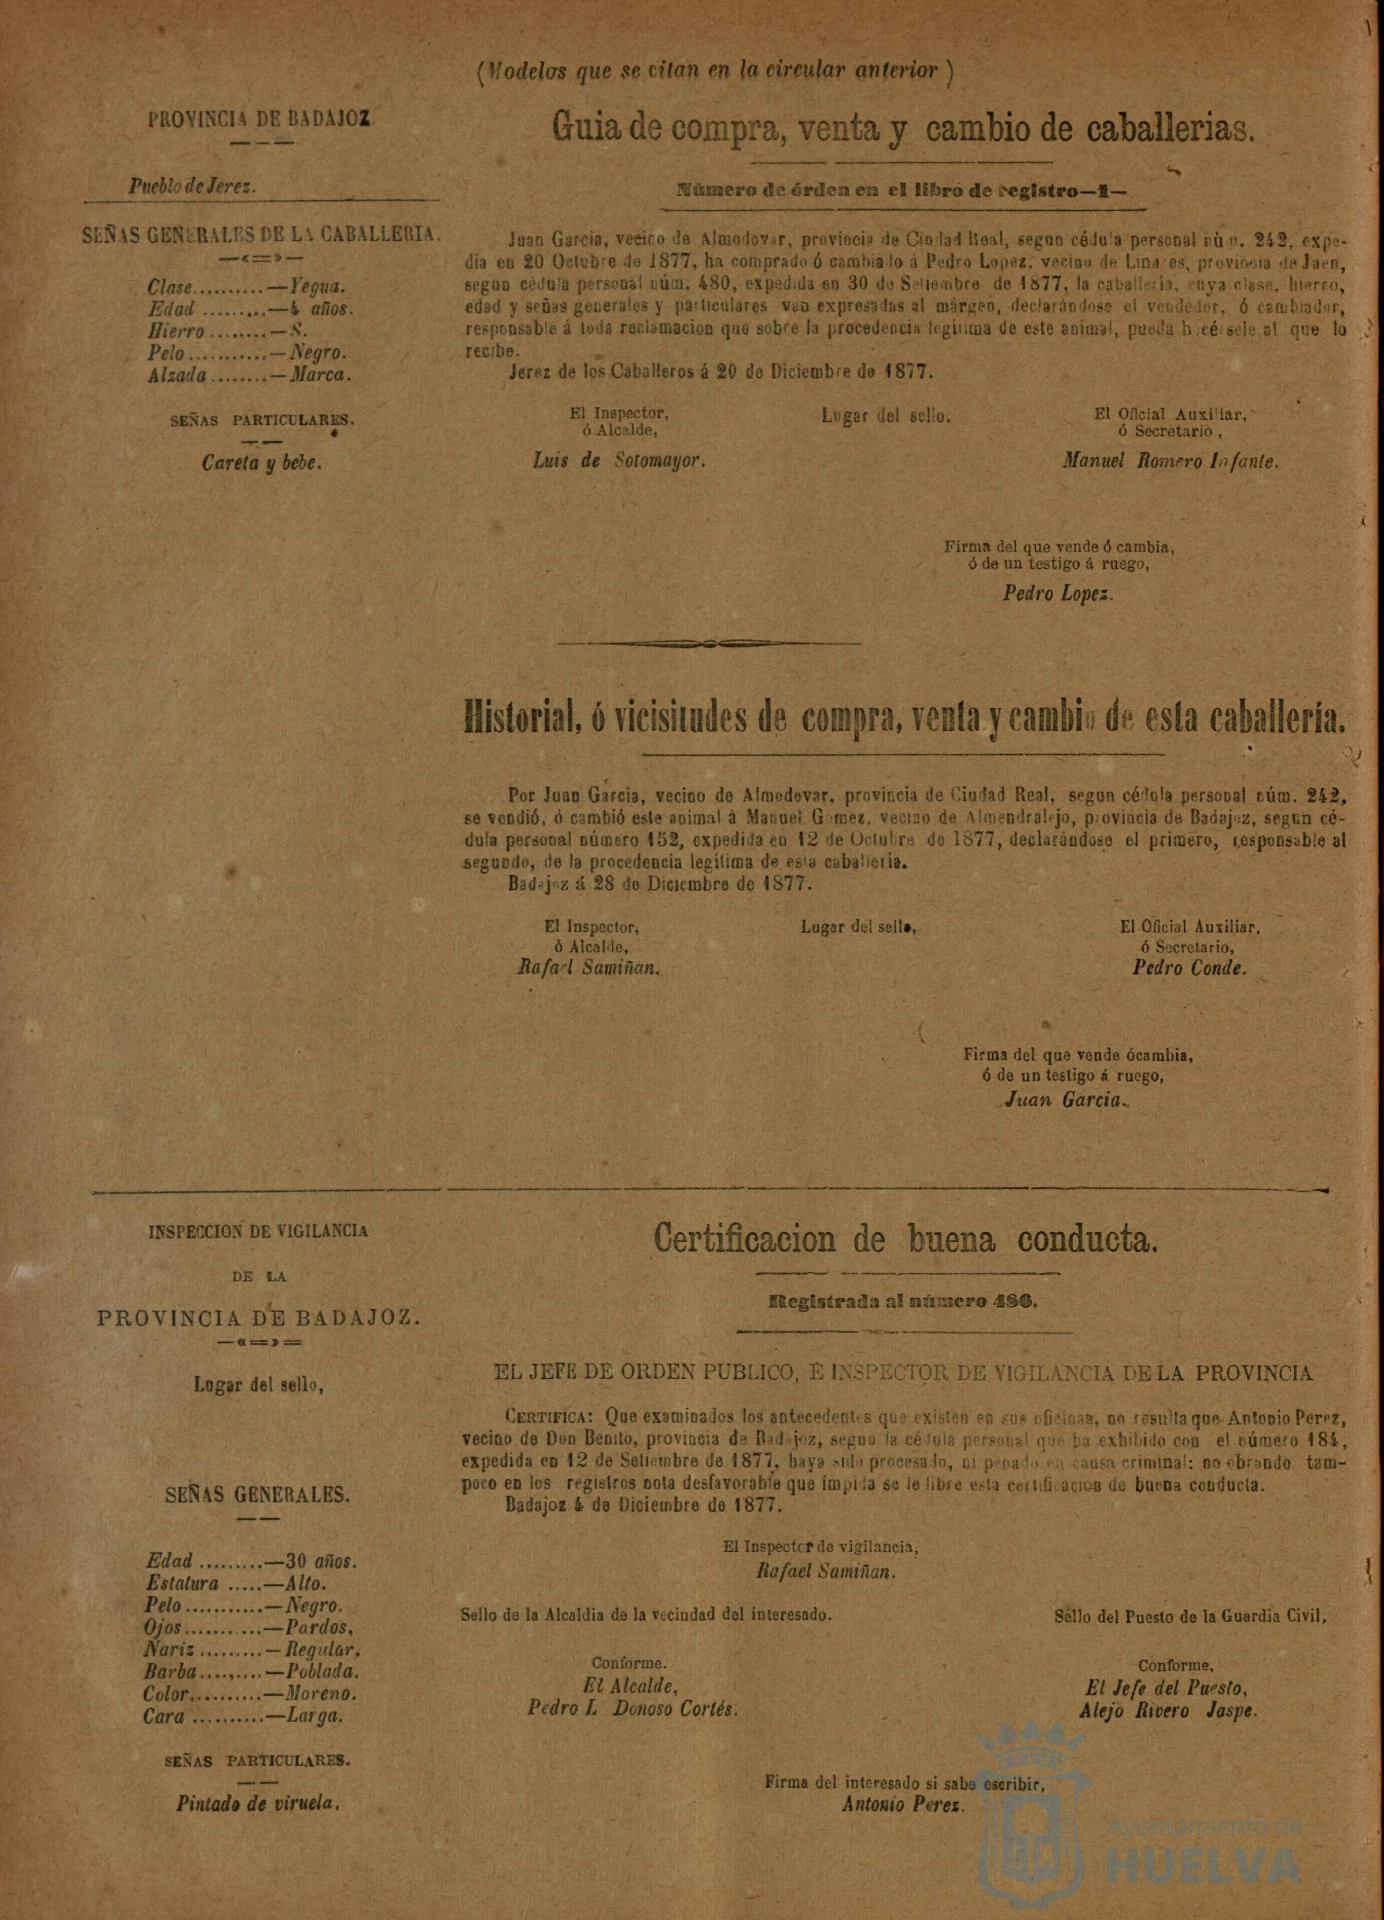 (Modelos que se citan en la circular anterior)
PROVINCIA DE BADAJOZ.
Pueblo de Jerez.
SEÑAS GENERALES DE LA CABALLERIA.
Clase..........—Yegua.
Edad .........—4 años.
Hierro ........—S.
Pelo...........—Negro.
Alzada........—Marca.
SEÑAS PARTICULARES.
Careta y bebe.
Guia de compra, venta y cambio de caballerias.
Número de órden en el libro de registro—1—
Juan Garcia, vecino de Almodovar, provincia de Ciudad Real, segun cédula personal núm. 242, expe-
dia en 20 Octubre de 1877, ha comprado ó cambiado á Pedro Lopez, vecino de Linares, provincia de Jaen,
segun cédula personal núm. 480, expedida en 30 de Setiembre de 1877, la caballeria, cuya clase, hierro,
edad y señas generales y particulares van expresadas al márgen, declarándose el vendedor, ó cambiador,
responsable á toda reclamacion que sobre la procedencia legitima de este animal, pueda hacérsele al que lo
recibe.
Jerez de los Caballeros á 20 de Diciembre de 1877.
El Inspector,
ó Alcalde,
Luis de Sotomayor.
Lugar del sello.
El Oficial Auxiliar,
ó Secretario,
Manuel Romero Infante.
Firma del que vende ó cambia,
ó de un testigo á ruego,
Pedro Lopez.
Historial, ó vicisitudes de compra, venta y cambio de esta caballería.
Por Juan Garcia, vecino de Almodovar, provincia de Ciudad Real, segun cédula personal núm. 242,
se vendió, ó cambió este animal á Manuel Gomez, vecino de Almendralejo, provincia de Badajoz, segun cé-
dula personal número 152, expedida en 12 de Octubre de 1877, declarándose el primero, responsable al
segundo, de la procedencia legítima de esta caballeria.
Badajoz á 28 de Diciembre de 1877.
El Inspector,
ó Alcalde,
Rafael Samiñan.
Lugar del sello,
El Oficial Auxiliar,
ó Secretario,
Pedro Conde.
Firma del que vende ócambia,
ó de un testigo á ruego,
Juan Garcia.
INSPECCION DE VIGILANCIA
DE LA
PROVINCIA DE BADAJOZ.
Lugar del sello,
SEÑAS GENERALES.
Edad .........—30 años.
Estatura .....—Alto.
Pelo...........—Negro.
Ojos...........—Pardos,
Nariz .........—Regular,
Barba.........—Poblada.
Color..........—Moreno.
Cara ..........—Larga.
SEÑAS PARTICULARES.
Pintado de viruela.
Certificacion de buena conducta.
Registrada al número 486.
EL JEFE DE ORDEN PUBLICO, É INSPECTOR DE VIGILANCIA DE LA PROVINCIA
CERTIFICA: Que examinados los antecedentes que existen en sus oficinas, no resulta que Antonio Perez,
vecino de Don Benito, provincia de Badajoz, segun la cédula personal que ha exhibido con el número 184,
expedida en 12 de Setiembre de 1877, haya sido procesado, ni penado en causa criminal: no obrando tam-
poco en los registros nota desfavorable que impida se le libre esta certificacion de buena conducta.
Badajoz 4 de Diciembre de 1877.
El Inspector de vigilancia,
Rafael Samiñan.
Sello de la Alcaldia de la vecindad del interesado.
Conforme.
El Alcalde,
Pedro L Donoso Cortés.
Sello del Puesto de la Guardia Civil,
Conforme,
El Jefe del Puesto,
Alejo Rivero Jaspe.
Firma del interesado si sabe escribir,
Antonio Perez.
Ayuntamiento de
HUELVA